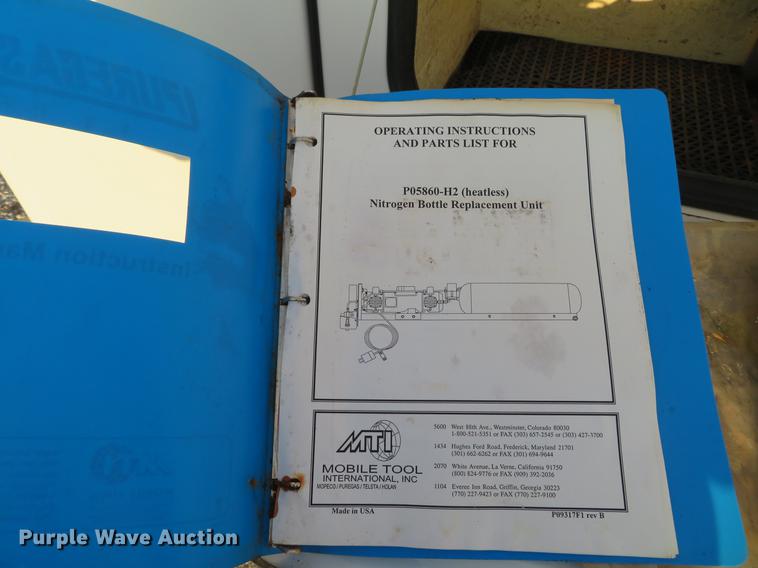 PUREGAS
Instruction Man
OPERATING INSTRUCTIONS
AND PARTS LIST FOR
P05860-H2 (heatless)
Nitrogen Bottle Replacement Unit
MTI
MOBILE TOOL
INTERNATIONAL, INC
MOPECO / PUREGAS / TELSTA / HOLAN
5600 West 88th Ave., Westminster, Colorado 80030
1-800-521-5351 or FAX (303) 657-2545 or (303) 427-3700
1434 Hughes Ford Road, Frederick, Maryland 21701
(301) 662-6262 or FAX (301) 694-9644
2070 White Avenue, La Verne, California 91750
(800) 824-9776 or FAX (909) 392-2036
1104 Everee Inn Road, Griffin, Georgia 30223
(770) 227-9423 or FAX (770) 227-9100
Made in USA
P09317F1 rev B
Purple Wave Auction